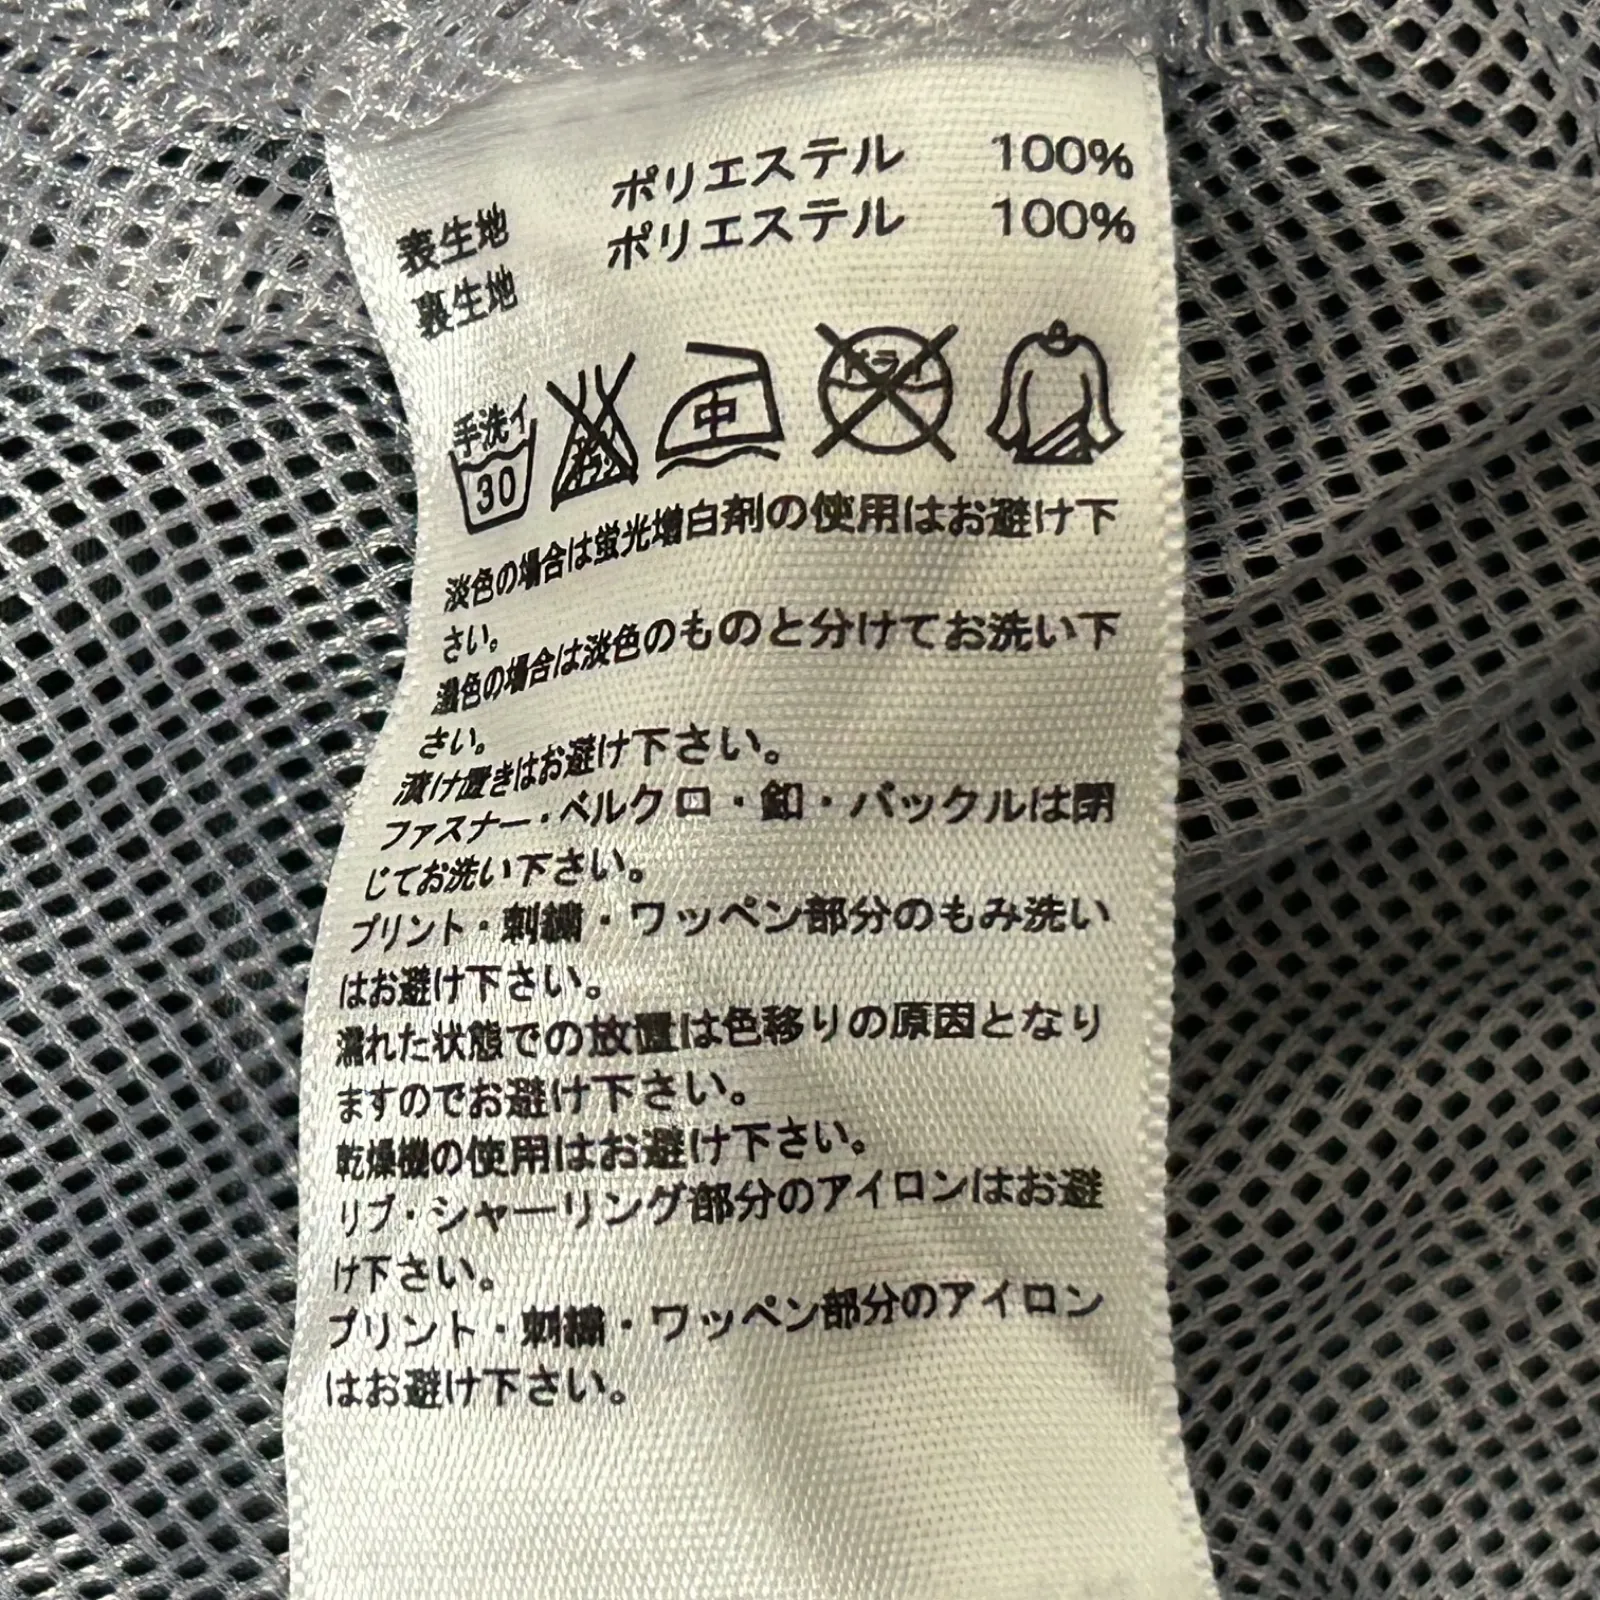 表生地 ポリエステル 100%
裏生地 ポリエステル 100%
手洗イ
30
エンソサラシ
中
ドライ
淡色の場合は蛍光増白剤の使用はお避け下
さい。
濃色の場合は淡色のものと分けてお洗い下
さい。
漬け置きはお避け下さい。
ファスナー・ベルクロ・釦・バックルは閉
じてお洗い下さい。
プリント・刺繍・ワッペン部分のもみ洗い
はお避け下さい。
濡れた状態での放置は色移りの原因となり
ますのでお避け下さい。
乾燥機の使用はお避け下さい。
リブ・シャーリング部分のアイロンはお避
け下さい。
プリント・刺繍・ワッペン部分のアイロン
はお避け下さい。